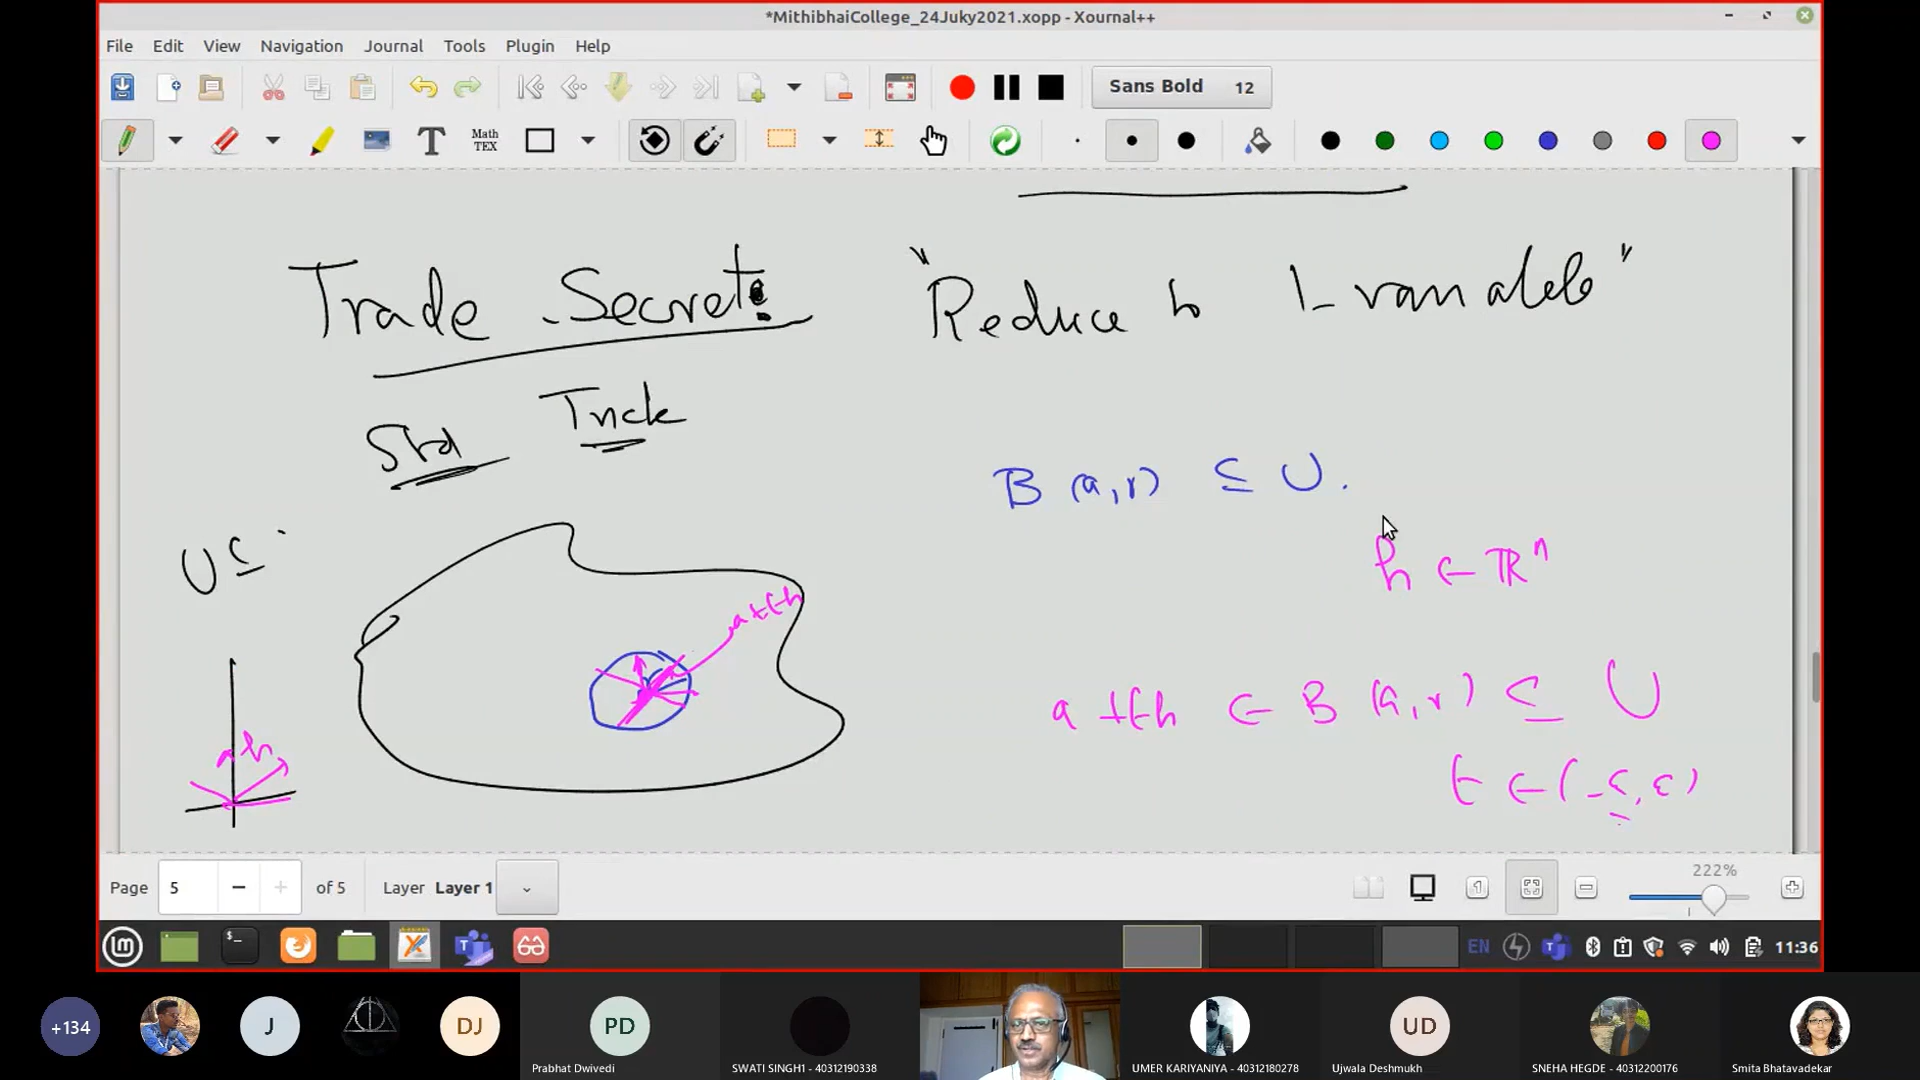 *MithibhaiCollege_24Juky2021.xopp - Xournal++
File Edit View Navigation Journal Tools Plugin Help
Sans Bold 12
T Math TEX
Trade Secret: "Reduce to 1-variable"
Std Trick
B (a,r) ⊆ U.
U ⊆
h ∈ ℝⁿ
a+th
a +th ∈ B (a,r) ⊆ U
h
t ∈ (-ε, ε)
Page 5 of 5 Layer Layer 1
222%
EN 11:36
+134 J DJ PD UD
Prabhat Dwivedi SWATI SINGH1 - 40312190338 UMER KARIYANIYA - 40312180278 Ujwala Deshmukh SNEHA HEGDE - 40312200176 Smita Bhatavadekar